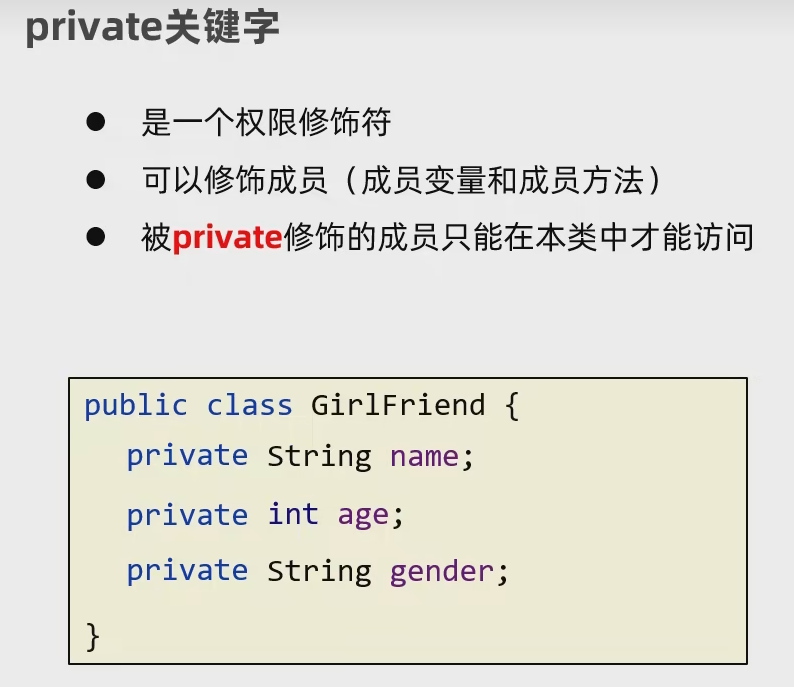 private关键字
● 是一个权限修饰符
● 可以修饰成员（成员变量和成员方法）
● 被private修饰的成员只能在本类中才能访问
public class GirlFriend {
private String name;
private int age;
private String gender;
}